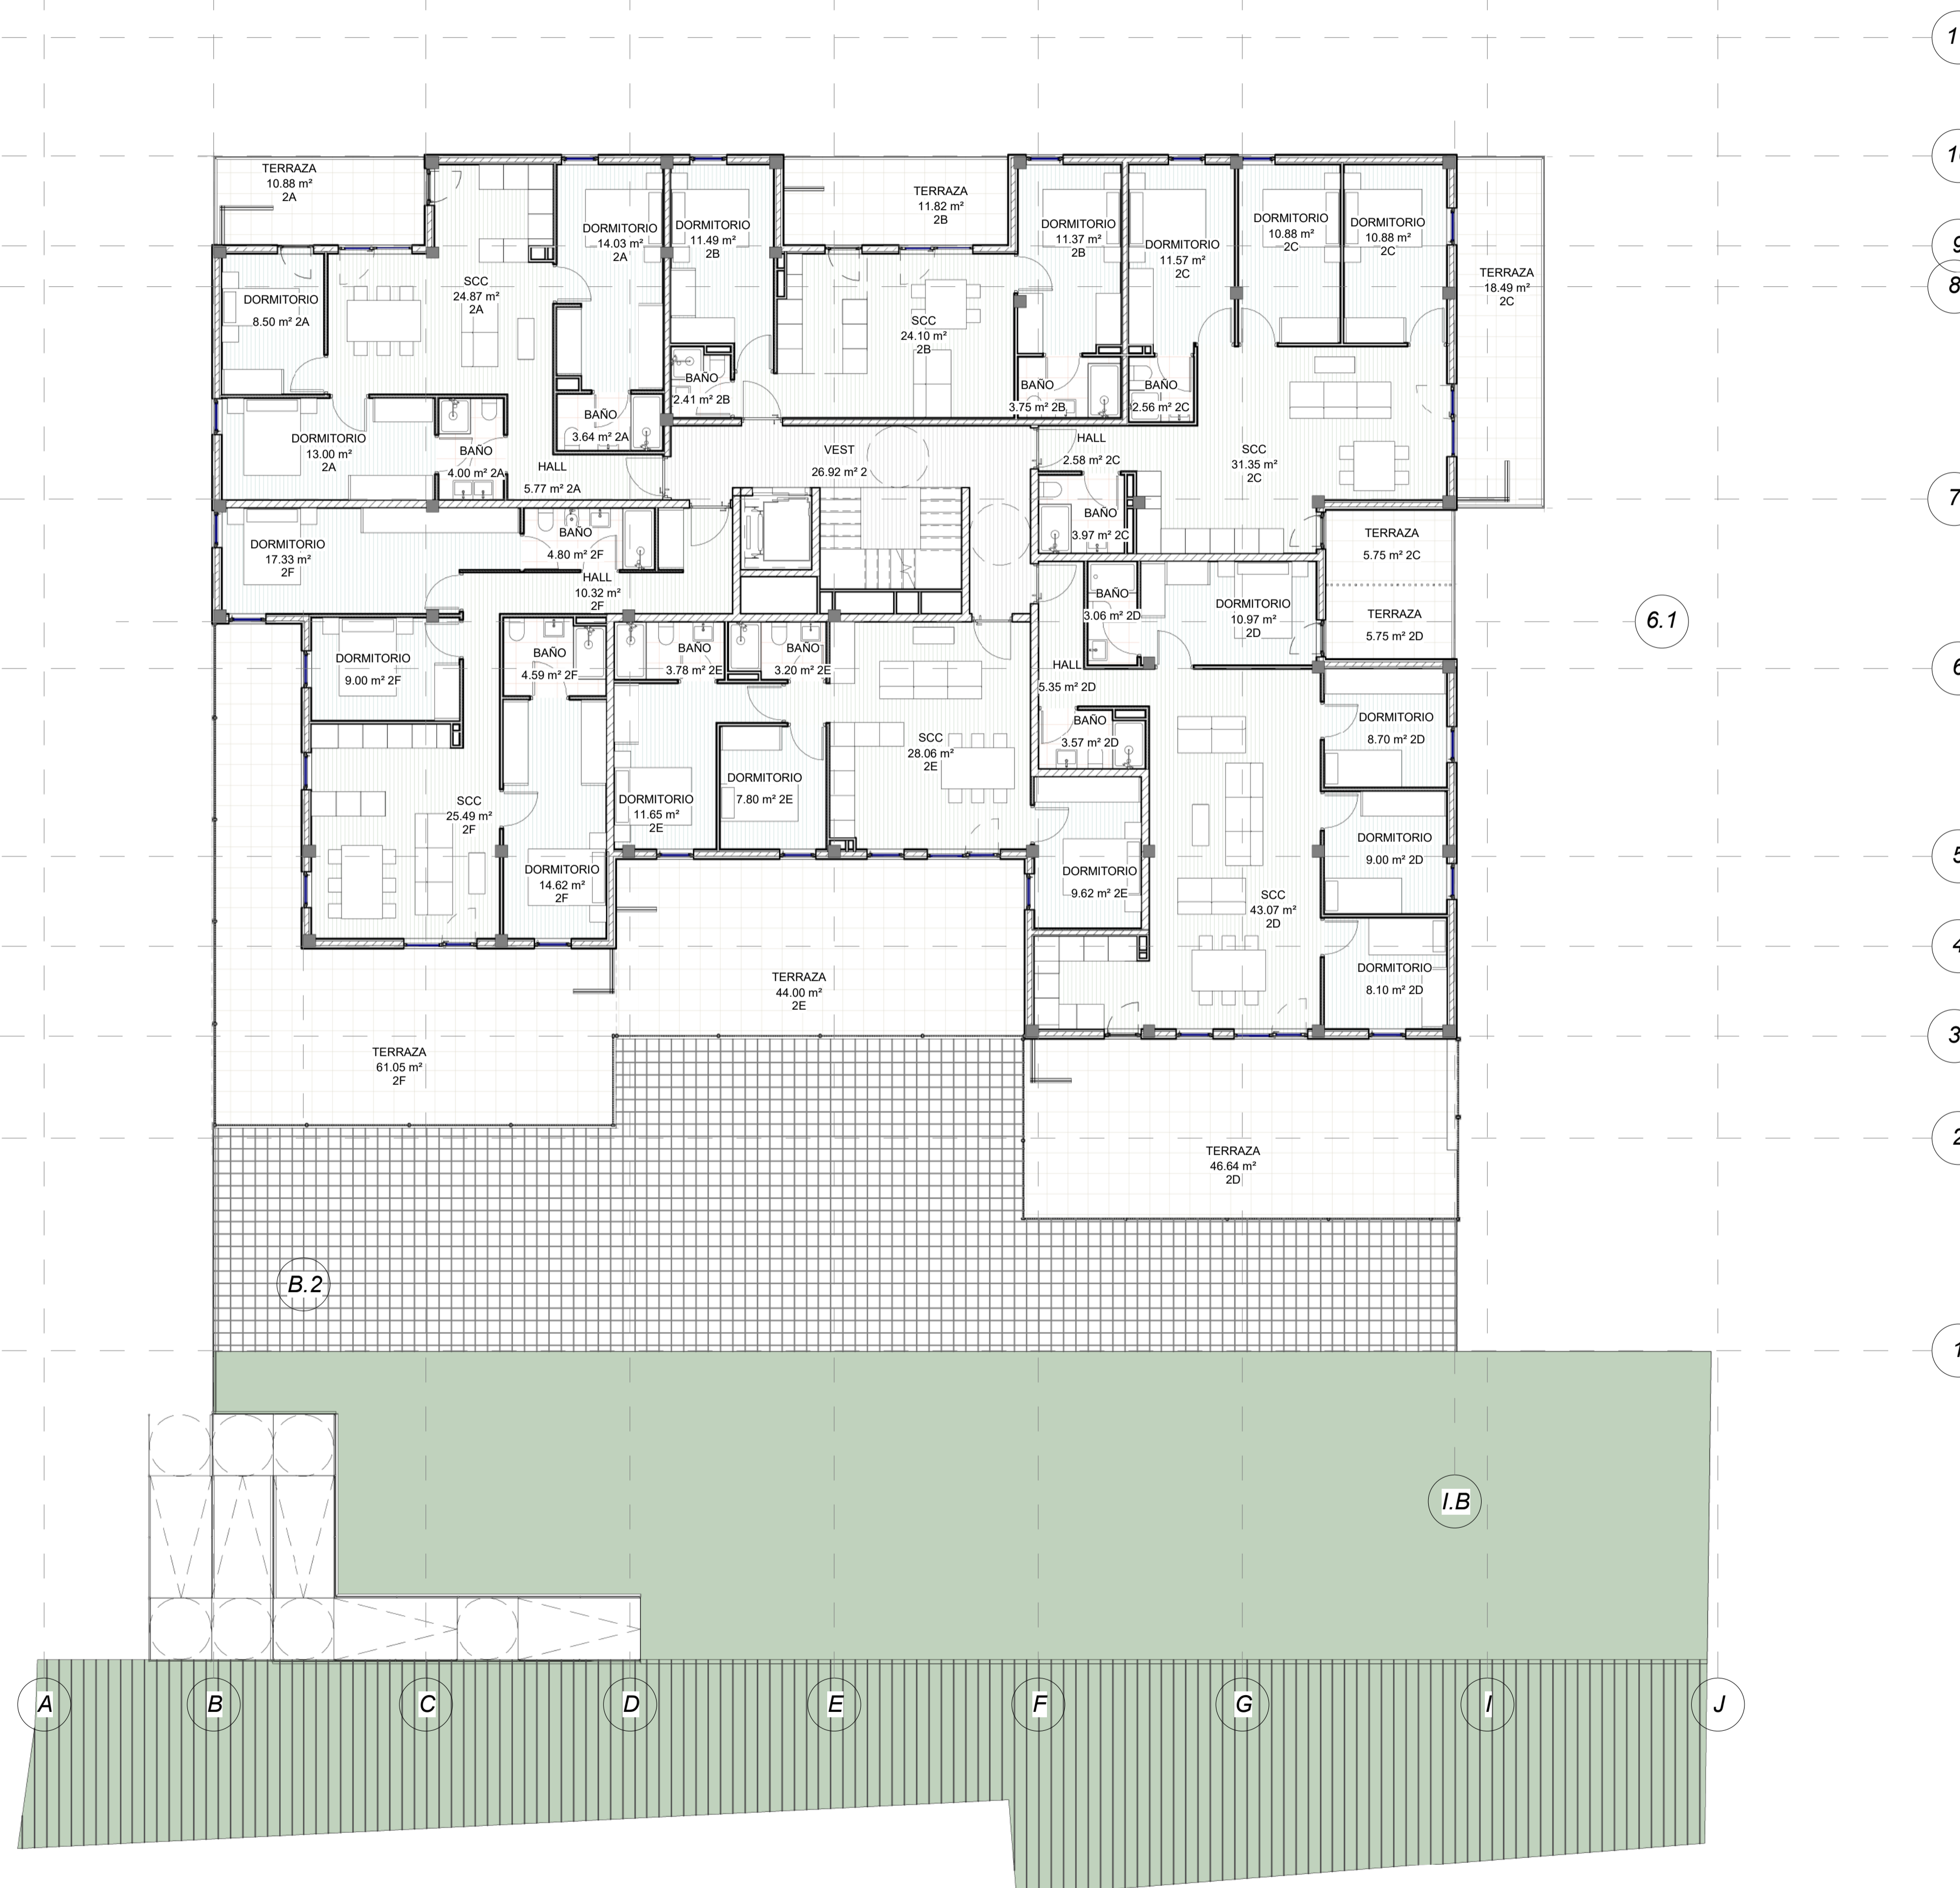 1
TERRAZA
10.88 m²
2A
TERRAZA
11.82 m²
2B
DORMITORIO
14.03 m²
2A
DORMITORIO
11.49 m²
2B
DORMITORIO
11.37 m²
2B
DORMITORIO
11.57 m²
2C
DORMITORIO
10.88 m²
2C
DORMITORIO
10.88 m²
2C
TERRAZA
18.49 m²
2C
9
8
DORMITORIO
8.50 m² 2A
SCC
24.87 m²
2A
SCC
24.10 m²
2B
BAÑO
2.41 m² 2B
BAÑO
3.75 m² 2B
BAÑO
2.56 m² 2C
DORMITORIO
13.00 m²
2A
BAÑO
3.64 m² 2A
BAÑO
4.00 m² 2A
HALL
5.77 m² 2A
VEST
26.92 m² 2
HALL
2.58 m² 2C
SCC
31.35 m²
2C
7
DORMITORIO
17.33 m²
2F
BAÑO
4.80 m² 2F
HALL
10.32 m²
2F
BAÑO
3.97 m² 2C
TERRAZA
5.75 m² 2C
TERRAZA
5.75 m² 2D
BAÑO
3.06 m² 2D
DORMITORIO
10.97 m²
2D
6.1
DORMITORIO
9.00 m² 2F
BAÑO
4.59 m² 2F
BAÑO
3.78 m² 2E
BAÑO
3.20 m² 2E
HALL
5.35 m² 2D
6
BAÑO
3.57 m² 2D
DORMITORIO
8.70 m² 2D
SCC
28.06 m²
2E
DORMITORIO
7.80 m² 2E
DORMITORIO
11.65 m²
2E
SCC
25.49 m²
2F
DORMITORIO
9.00 m² 2D
5
DORMITORIO
14.62 m²
2F
DORMITORIO
9.62 m² 2E
SCC
43.07 m²
2D
4
DORMITORIO
8.10 m² 2D
TERRAZA
44.00 m²
2E
3
TERRAZA
61.05 m²
2F
2
TERRAZA
46.64 m²
2D
B.2
1
I.B
A B C D E F G I J